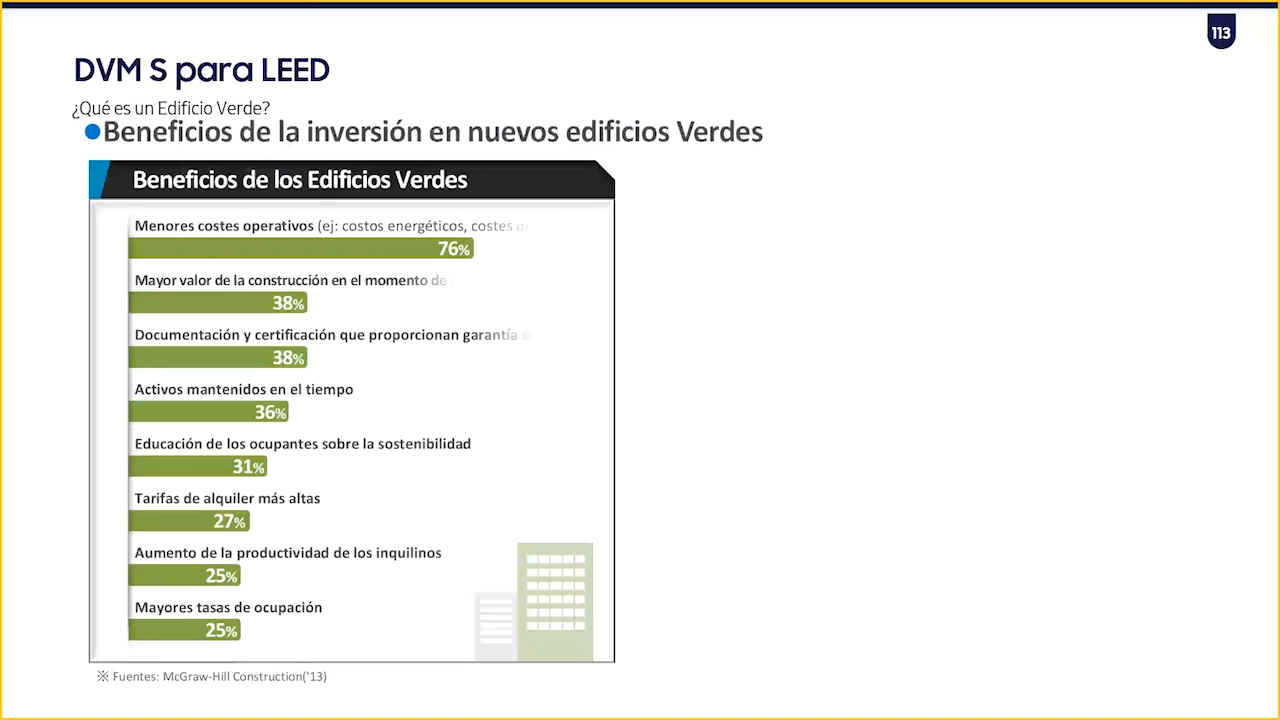 113
DVM S para LEED
¿Qué es un Edificio Verde?
Beneficios de la inversión en nuevos edificios Verdes
Beneficios de los Edificios Verdes
Menores costes operativos (ej: costos energéticos, costes
76%
Mayor valor de la construcción en el momento de
38%
Documentación y certificación que proporcionan garantía
38%
Activos mantenidos en el tiempo
36%
Educación de los ocupantes sobre la sostenibilidad
31%
Tarifas de alquiler más altas
27%
Aumento de la productividad de los inquilinos
25%
Mayores tasas de ocupación
25%
※ Fuentes: McGraw-Hill Construction('13)